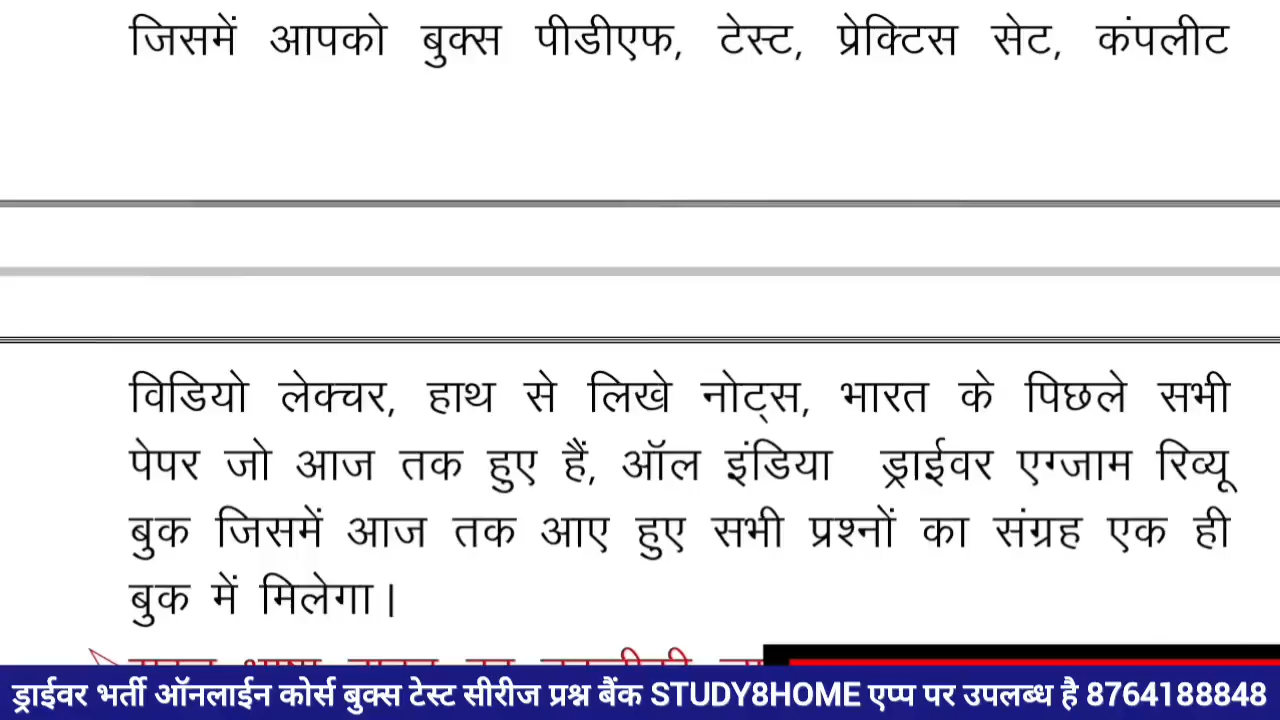 जिसमें आपको बुक्स पीडीएफ, टेस्ट, प्रेक्टिस सेट, कंपलीट
विडियो लेक्चर, हाथ से लिखे नोट्स, भारत के पिछले सभी
पेपर जो आज तक हुए हैं, ऑल इंडिया ड्राईवर एग्जाम रिव्यू
बुक जिसमें आज तक आए हुए सभी प्रश्नों का संग्रह एक ही
बुक में मिलेगा।
ड्राईवर भर्ती ऑनलाईन कोर्स बुक्स टेस्ट सीरीज प्रश्न बैंक STUDY8HOME एप्प पर उपलब्ध है 8764188848